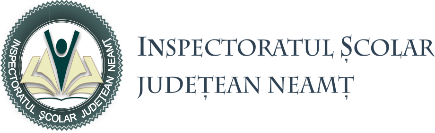 INSPECTORATUL ȘCOLAR JUDEȚEAN NEAMȚ
INSPECTORATUL ȘCOLAR
JUDEȚEAN NEAMȚ